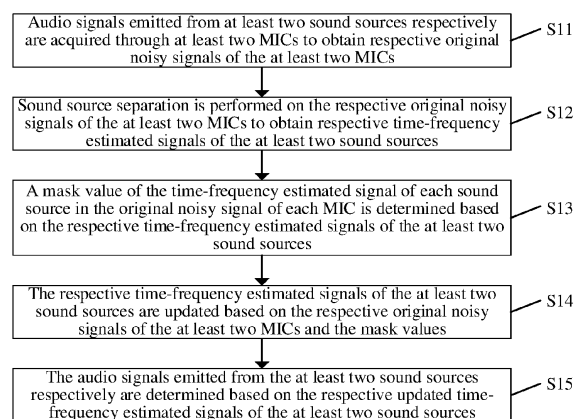 Audio signals emitted from at least two sound sources respectively
are acquired through at least two MICs to obtain respective original
noisy signals of the at least two MICs
S11
Sound source separation is performed on the respective original noisy
signals of the at least two MICs to obtain respective time-frequency
estimated signals of the at least two sound sources
S12
A mask value of the time-frequency estimated signal of each sound
source in the original noisy signal of each MIC is determined based
on the respective time-frequency estimated signals of the at least two
sound sources
S13
The respective time-frequency estimated signals of the at least two
sound sources are updated based on the respective original noisy
signals of the at least two MICs and the mask values
S14
The audio signals emitted from the at least two sound sources
respectively are determined based on the respective updated time-
frequency estimated signals of the at least two sound sources
S15